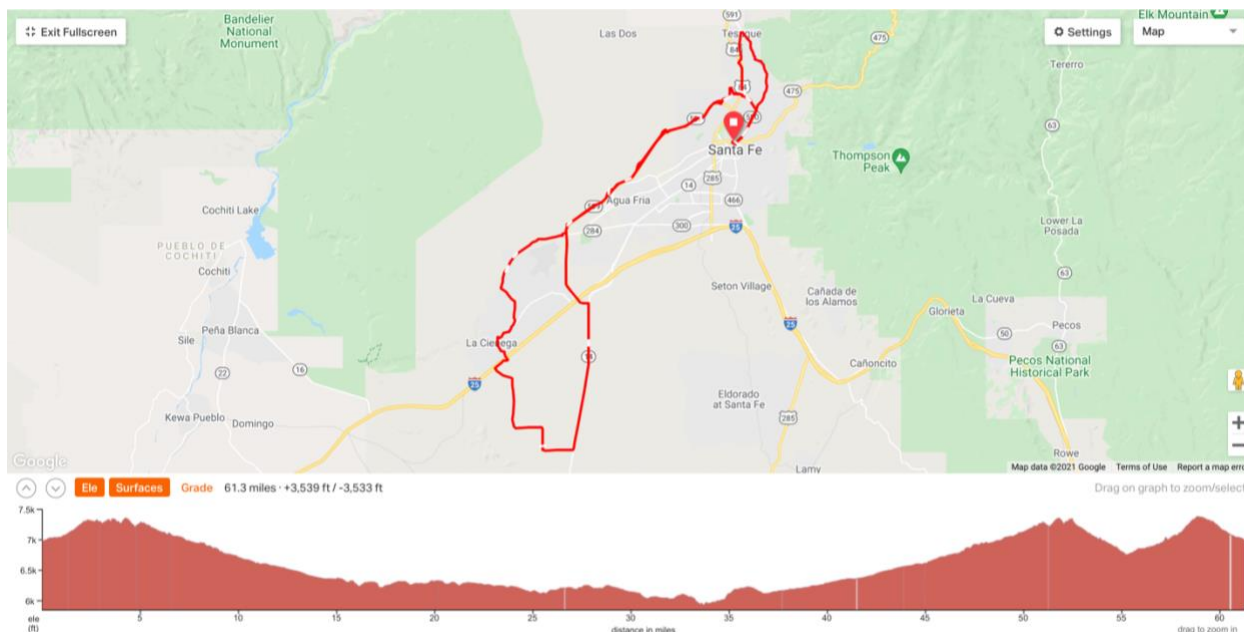 Exit Fullscreen
Bandelier
National
Monument
Las Dos
591
Tesuque
84
475
Settings
Map
Elk Mountain
Tererro
84
475
63
Santa Fe
Thompson
Peak
285
14
466
Agua Fria
284
300
25
Lower La
Posada
63
Cochiti Lake
PUEBLO DE
COCHITI
Cochiti
Peña Blanca
Sile
22
16
Kewa Pueblo
Domingo
La Cienega
25
14
Seton Village
Cañada de
los Alamos
25
La Cueva
Glorieta
50
Pecos
63
Cañoncito
Pecos National
Historical Park
Eldorado
at Santa Fe
285
Rowe
Lamy
Google
Map data ©2021 Google
Terms of Use
Report a map erro
Ele
Surfaces
Grade
61.3 miles · +3,539 ft / -3,533 ft
Drag on graph to zoom/select
7.5k
7k
6.5k
6k
ele
(ft)
5 10 15 20 25 30 35 40 45 50 55 60
distance in miles
drag to zoom in